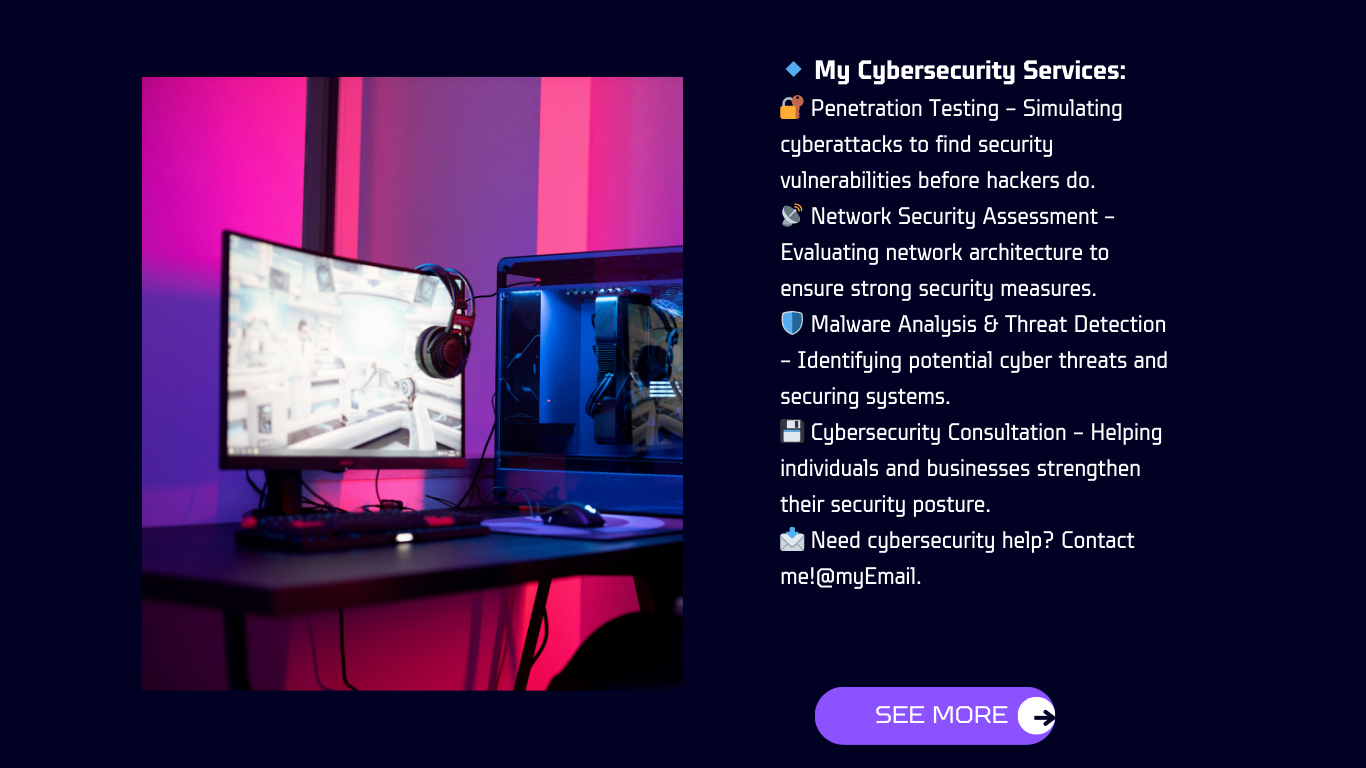 🔹 My Cybersecurity Services:
🔐 Penetration Testing – Simulating
cyberattacks to find security
vulnerabilities before hackers do.
📡 Network Security Assessment –
Evaluating network architecture to
ensure strong security measures.
🛡 Malware Analysis & Threat Detection
– Identifying potential cyber threats and
securing systems.
💾 Cybersecurity Consultation – Helping
individuals and businesses strengthen
their security posture.
📩 Need cybersecurity help? Contact
me!@myEmail.
SEE MORE